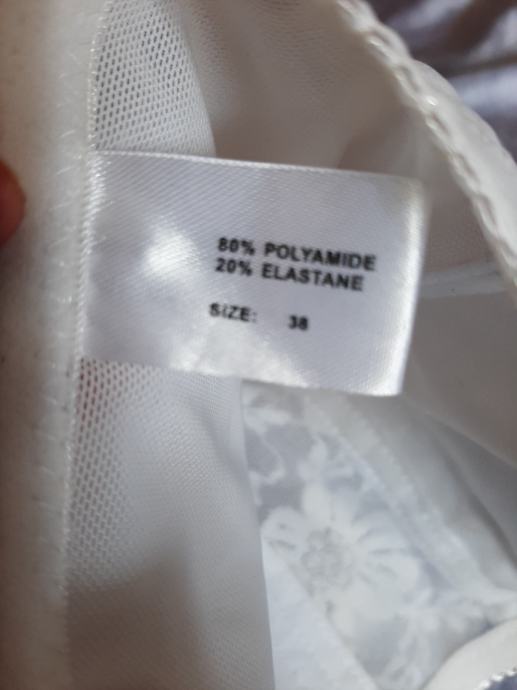 80% POLYAMIDE
20% ELASTANE
SIZE: 38